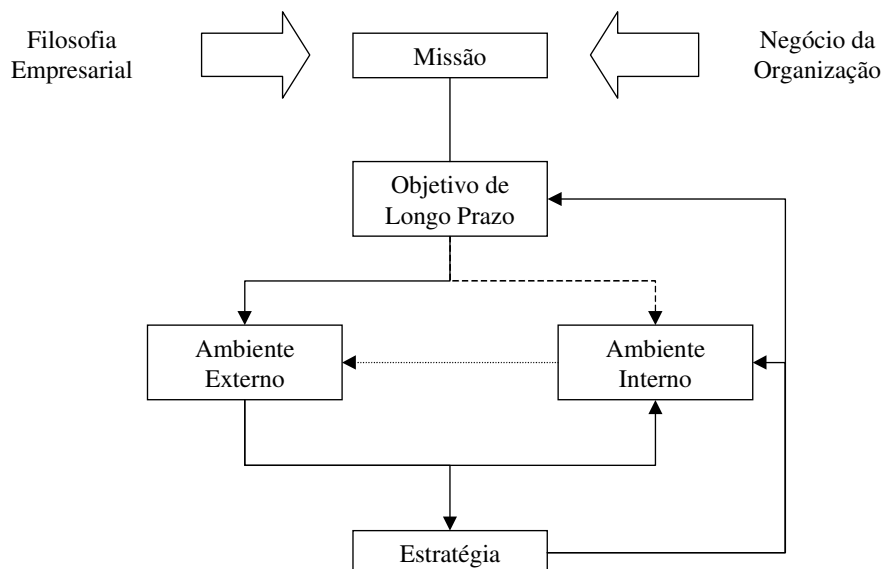 Filosofia
Empresarial
Missão
Negócio da
Organização
Objetivo de
Longo Prazo
Ambiente
Externo
Ambiente
Interno
Estratégia